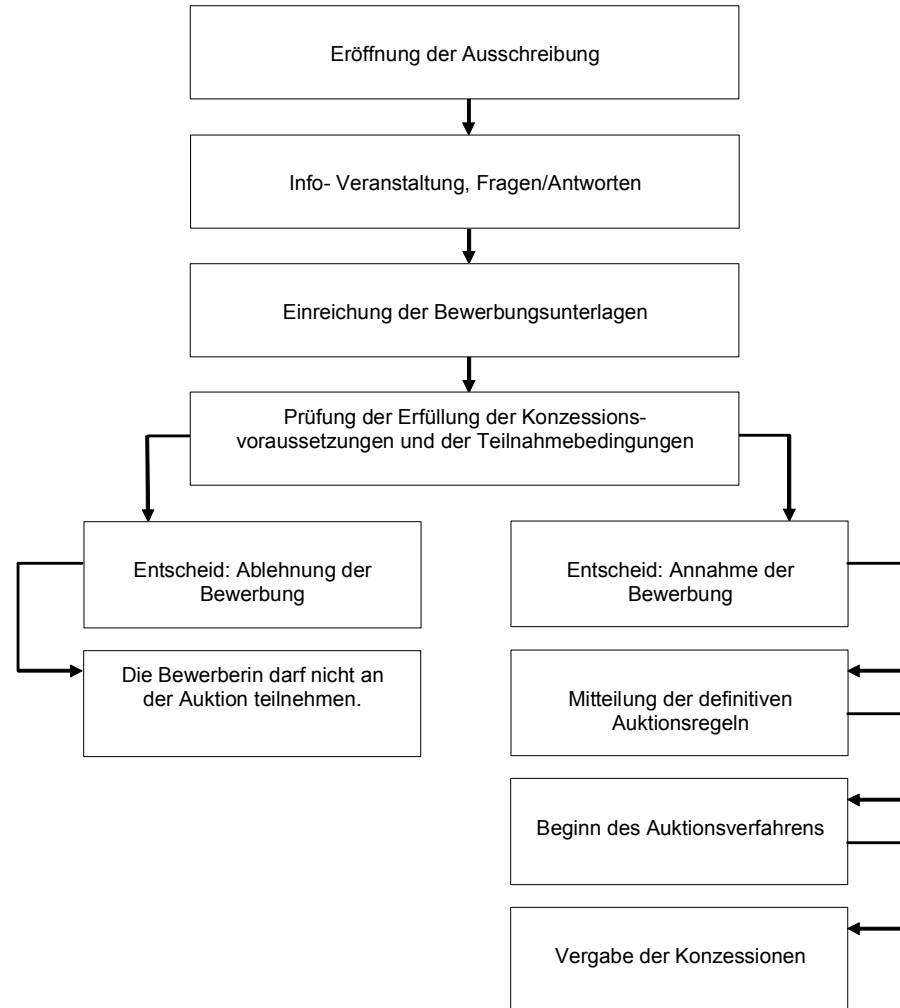 Eröffnung der Ausschreibung
Info- Veranstaltung, Fragen/Antworten
Einreichung der Bewerbungsunterlagen
Prüfung der Erfüllung der Konzessions-
voraussetzungen und der Teilnahmebedingungen
Entscheid: Ablehnung der
Bewerbung
Entscheid: Annahme der
Bewerbung
Die Bewerberin darf nicht an
der Auktion teilnehmen.
Mitteilung der definitiven
Auktionsregeln
Beginn des Auktionsverfahrens
Vergabe der Konzessionen